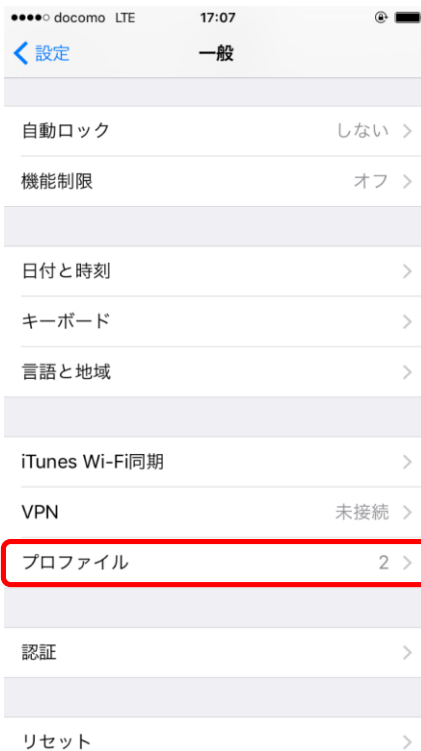 docomo LTE 17:07
設定 一般
自動ロック しない
機能制限 オフ
日付と時刻
キーボード
言語と地域
iTunes Wi-Fi同期
VPN 未接続
プロファイル 2
認証
リセット